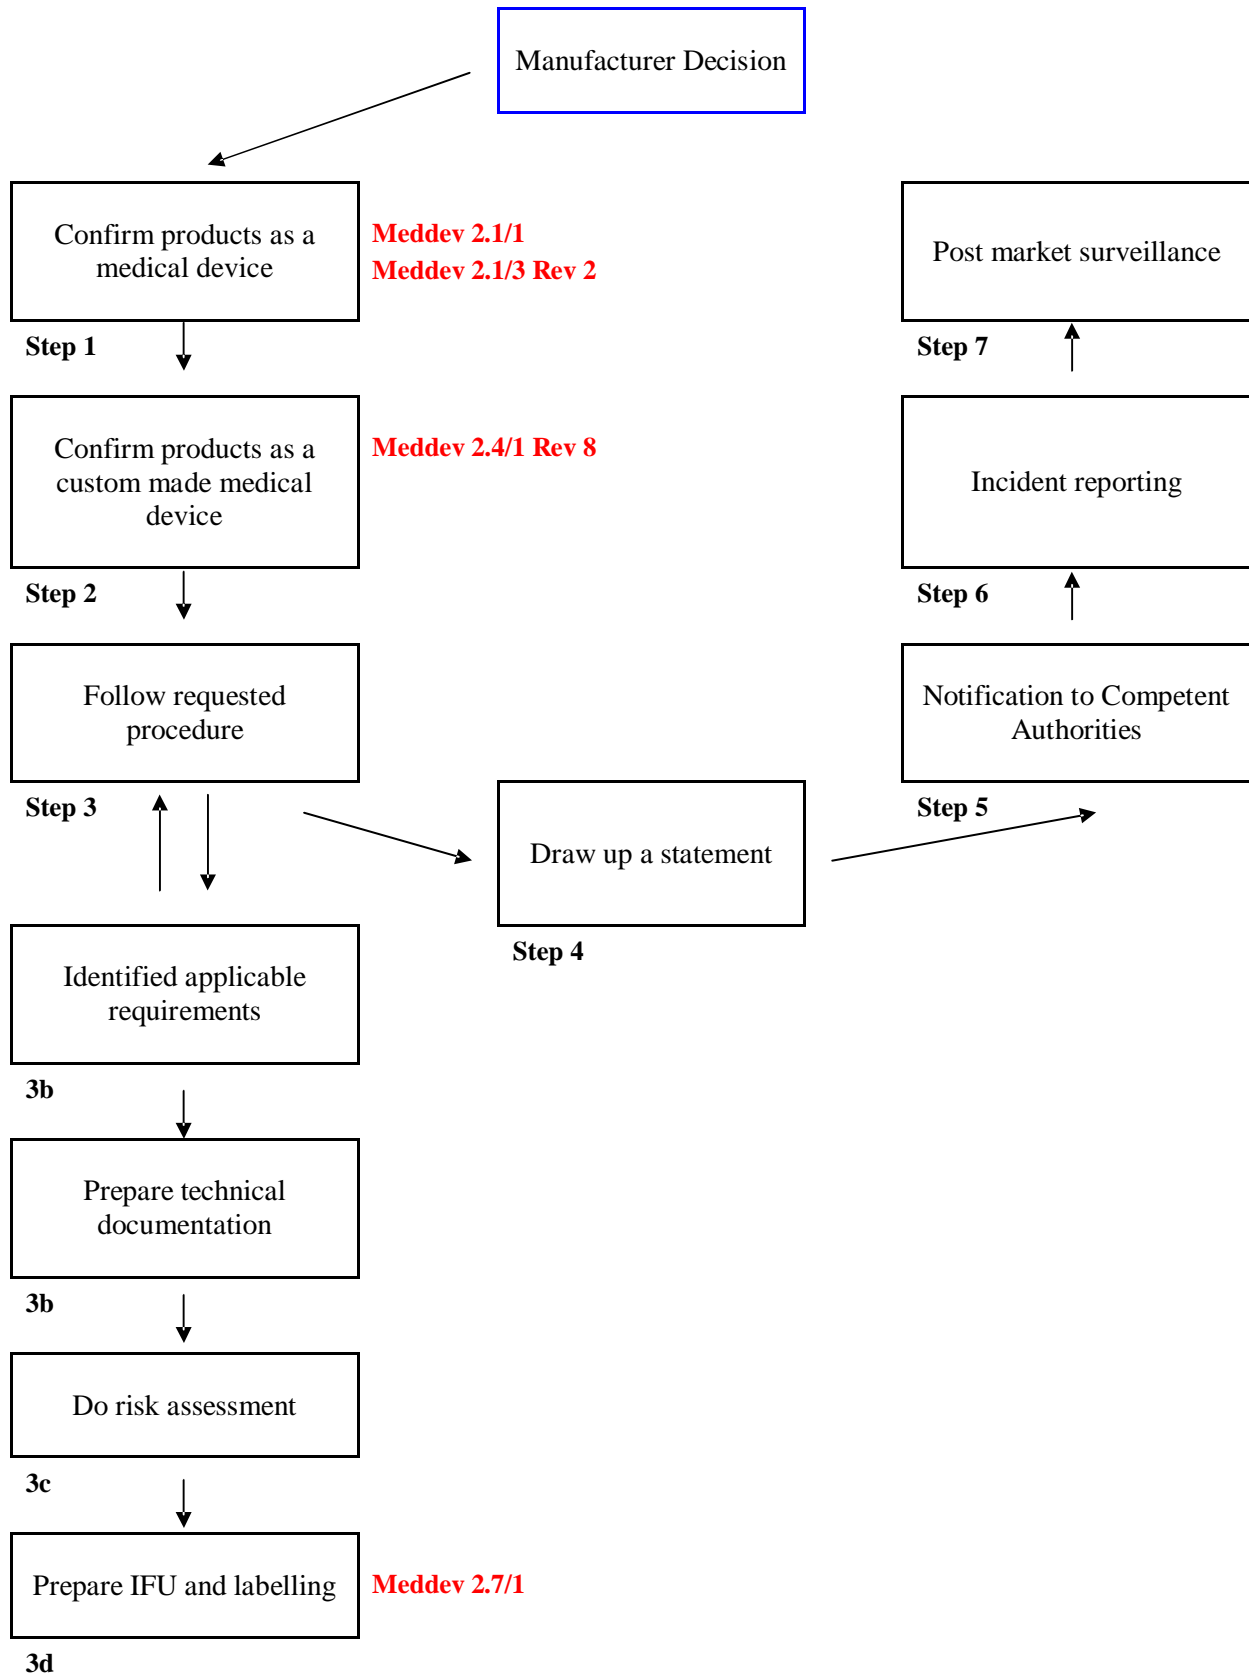 Manufacturer Decision
Confirm products as a
medical device
Meddev 2.1/1
Meddev 2.1/3 Rev 2
Step 1
Confirm products as a
custom made medical
device
Meddev 2.4/1 Rev 8
Step 2
Follow requested
procedure
Step 3
Identified applicable
requirements
3b
Prepare technical
documentation
3b
Do risk assessment
3c
Prepare IFU and labelling
Meddev 2.7/1
3d
Draw up a statement
Step 4
Notification to Competent
Authorities
Step 5
Incident reporting
Step 6
Post market surveillance
Step 7